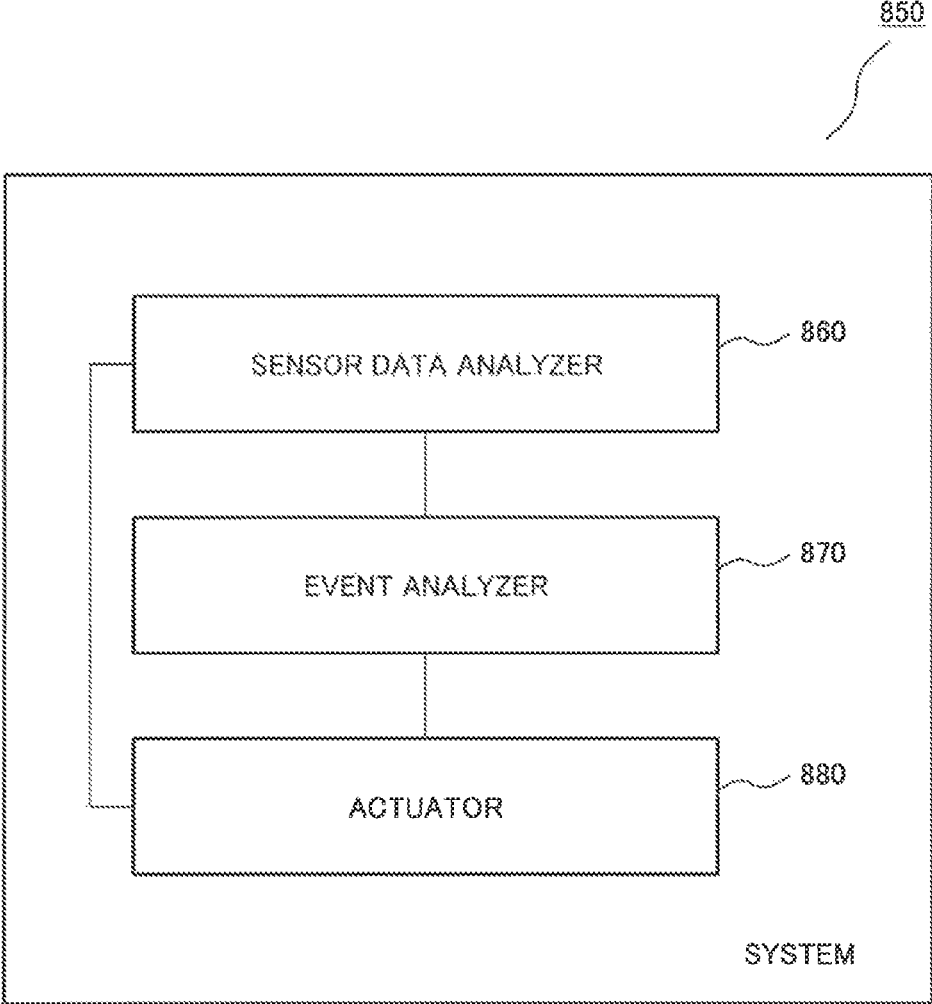 850
SENSOR DATA ANALYZER
860
EVENT ANALYZER
870
ACTUATOR
880
SYSTEM